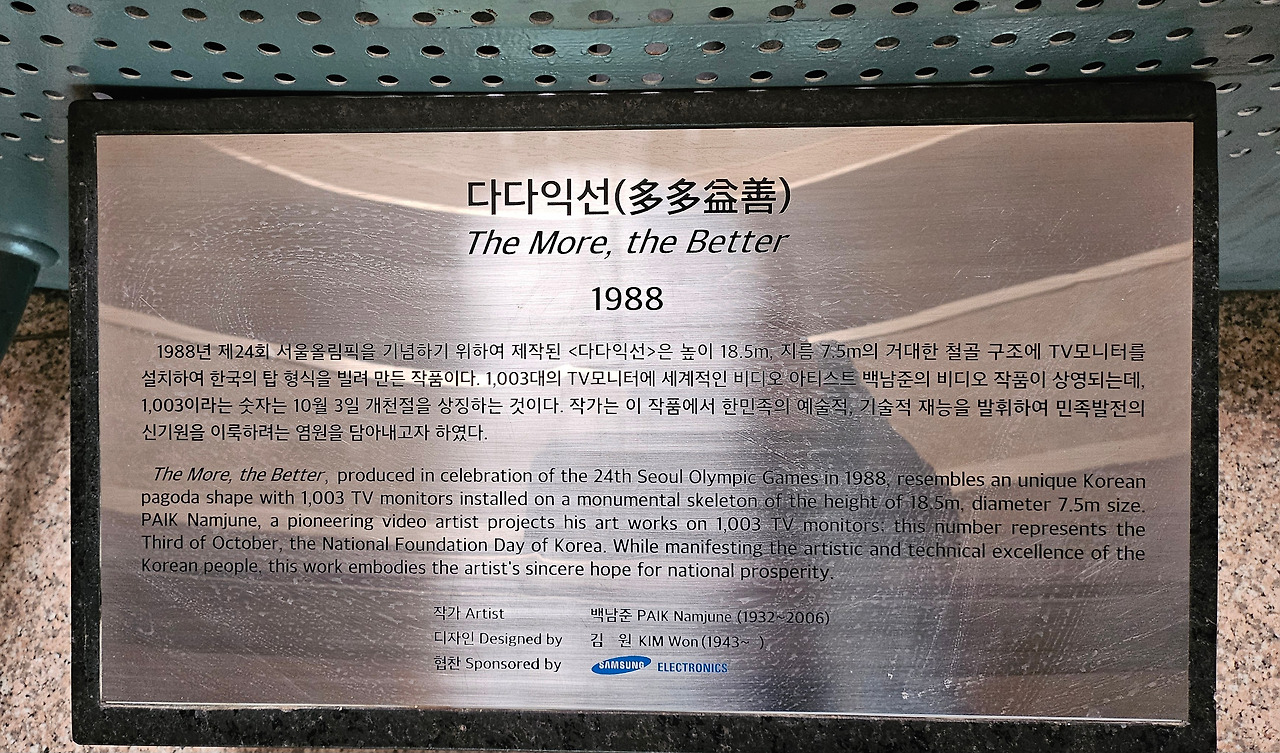 다다익선(多多益善)
The More, the Better
1988
1988년 제24회 서울올림픽을 기념하기 위하여 제작된 <다다익선>은 높이 18.5m, 지름 7.5m의 거대한 철골 구조에 TV모니터를
설치하여 한국의 탑 형식을 빌려 만든 작품이다. 1,003대의 TV모니터에 세계적인 비디오 아티스트 백남준의 비디오 작품이 상영되는데,
1,003이라는 숫자는 10월 3일 개천절을 상징하는 것이다. 작가는 이 작품에서 한민족의 예술적, 기술적 재능을 발휘하여 민족발전의
신기원을 이룩하려는 염원을 담아내고자 하였다.
The More, the Better, produced in celebration of the 24th Seoul Olympic Games in 1988, resembles an unique Korean
pagoda shape with 1,003 TV monitors installed on a monumental skeleton of the height of 18.5m, diameter 7.5m size.
PAIK Namjune, a pioneering video artist projects his art works on 1,003 TV monitors: this number represents the
Third of October, the National Foundation Day of Korea. While manifesting the artistic and technical excellence of the
Korean people, this work embodies the artist's sincere hope for national prosperity.
작가 Artist 백남준 PAIK Namjune (1932~2006)
디자인 Designed by 김 원 KIM Won (1943~ )
협찬 Sponsored by SAMSUNG ELECTRONICS